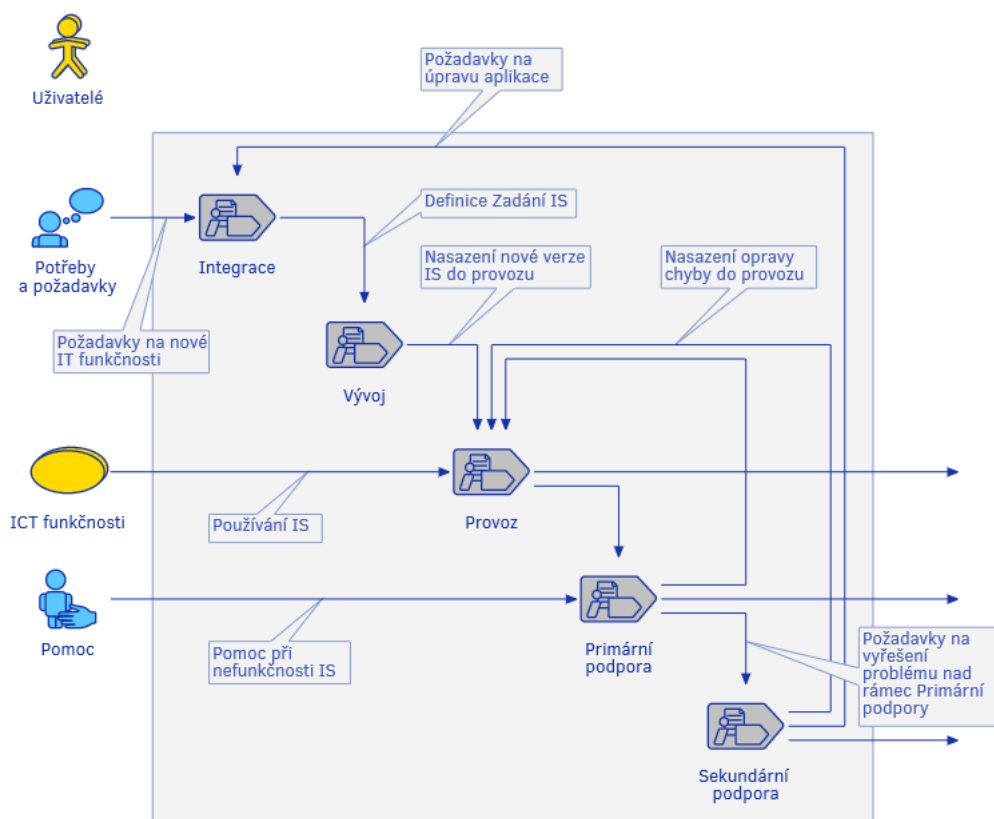 Uživatelé
Požadavky na
úpravu aplikace
Definice Zadání IS
Integrace
Potřeby
a požadavky
Nasazení nové verze
IS do provozu
Nasazení opravy
chyby do provozu
Požadavky na nové
IT funkčnosti
Vývoj
ICT funkčnosti
Používání IS
Provoz
Pomoc
Pomoc při
nefunkčnosti IS
Primární
podpora
Požadavky na
vyřešení
problému nad
rámec Primární
podpory
Sekundární
podpora